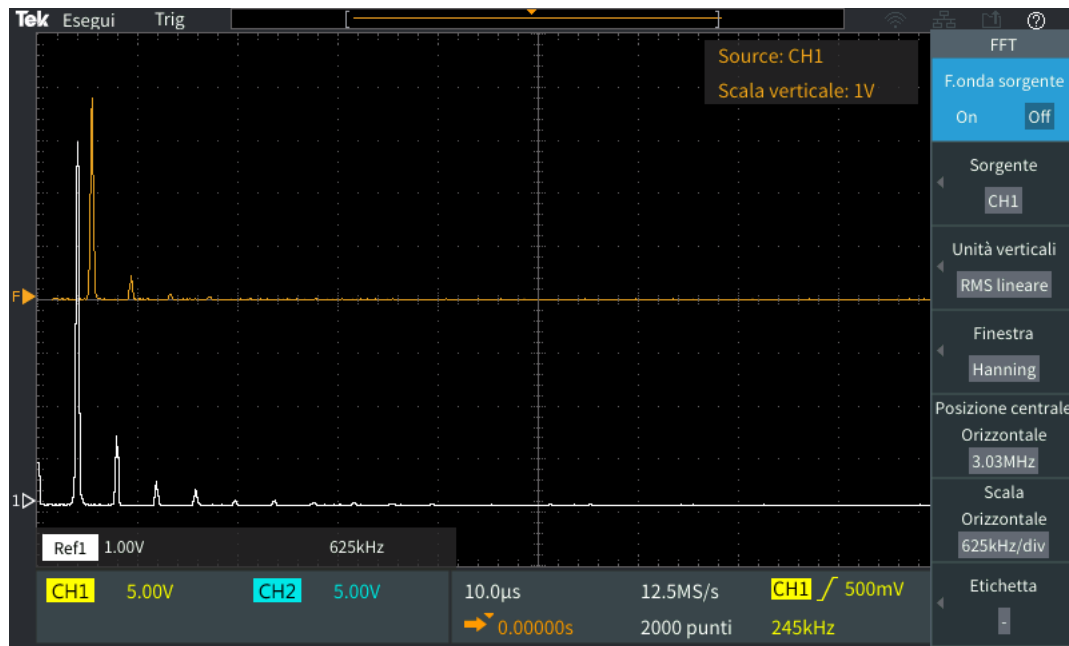 Tek Esegui Trig [ ]
Source: CH1
Scala verticale: 1V
F
1
Ref1 1.00V 625kHz
CH1 5.00V CH2 5.00V
10.0µs 12.5MS/s CH1 500mV
0.00000s 2000 punti 245kHz
FFT
F.onda sorgente
On Off
Sorgente
CH1
Unità verticali
RMS lineare
Finestra
Hanning
Posizione centrale
Orizzontale
3.03MHz
Scala
Orizzontale
625kHz/div
Etichetta
-